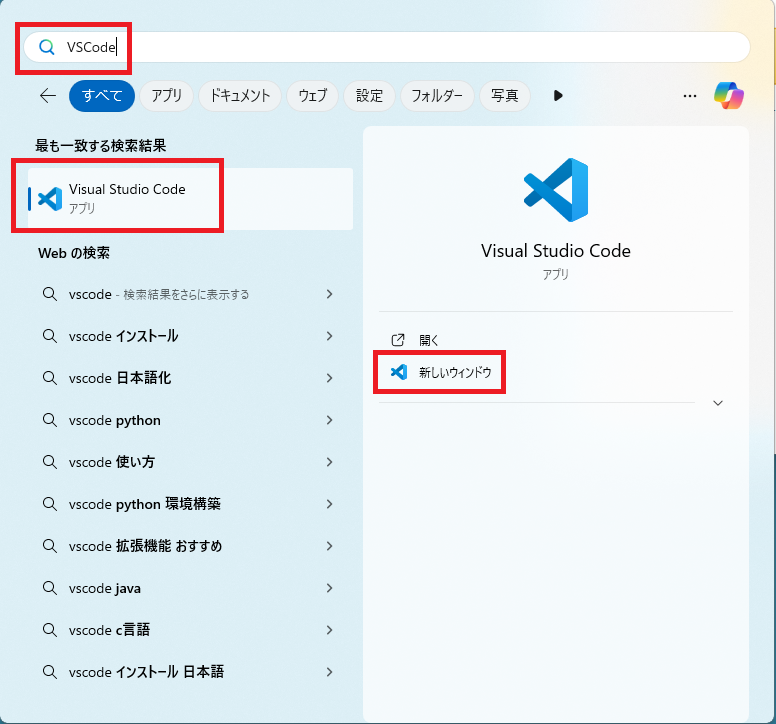 VSCode
すべて アプリ ドキュメント ウェブ 設定 フォルダー 写真
最も一致する検索結果
Visual Studio Code
アプリ
Web の検索
vscode - 検索結果をさらに表示する
vscode インストール
vscode 日本語化
vscode python
vscode 使い方
vscode python 環境構築
vscode 拡張機能 おすすめ
vscode java
vscode c言語
vscode インストール 日本語
Visual Studio Code
アプリ
開く
新しいウィンドウ